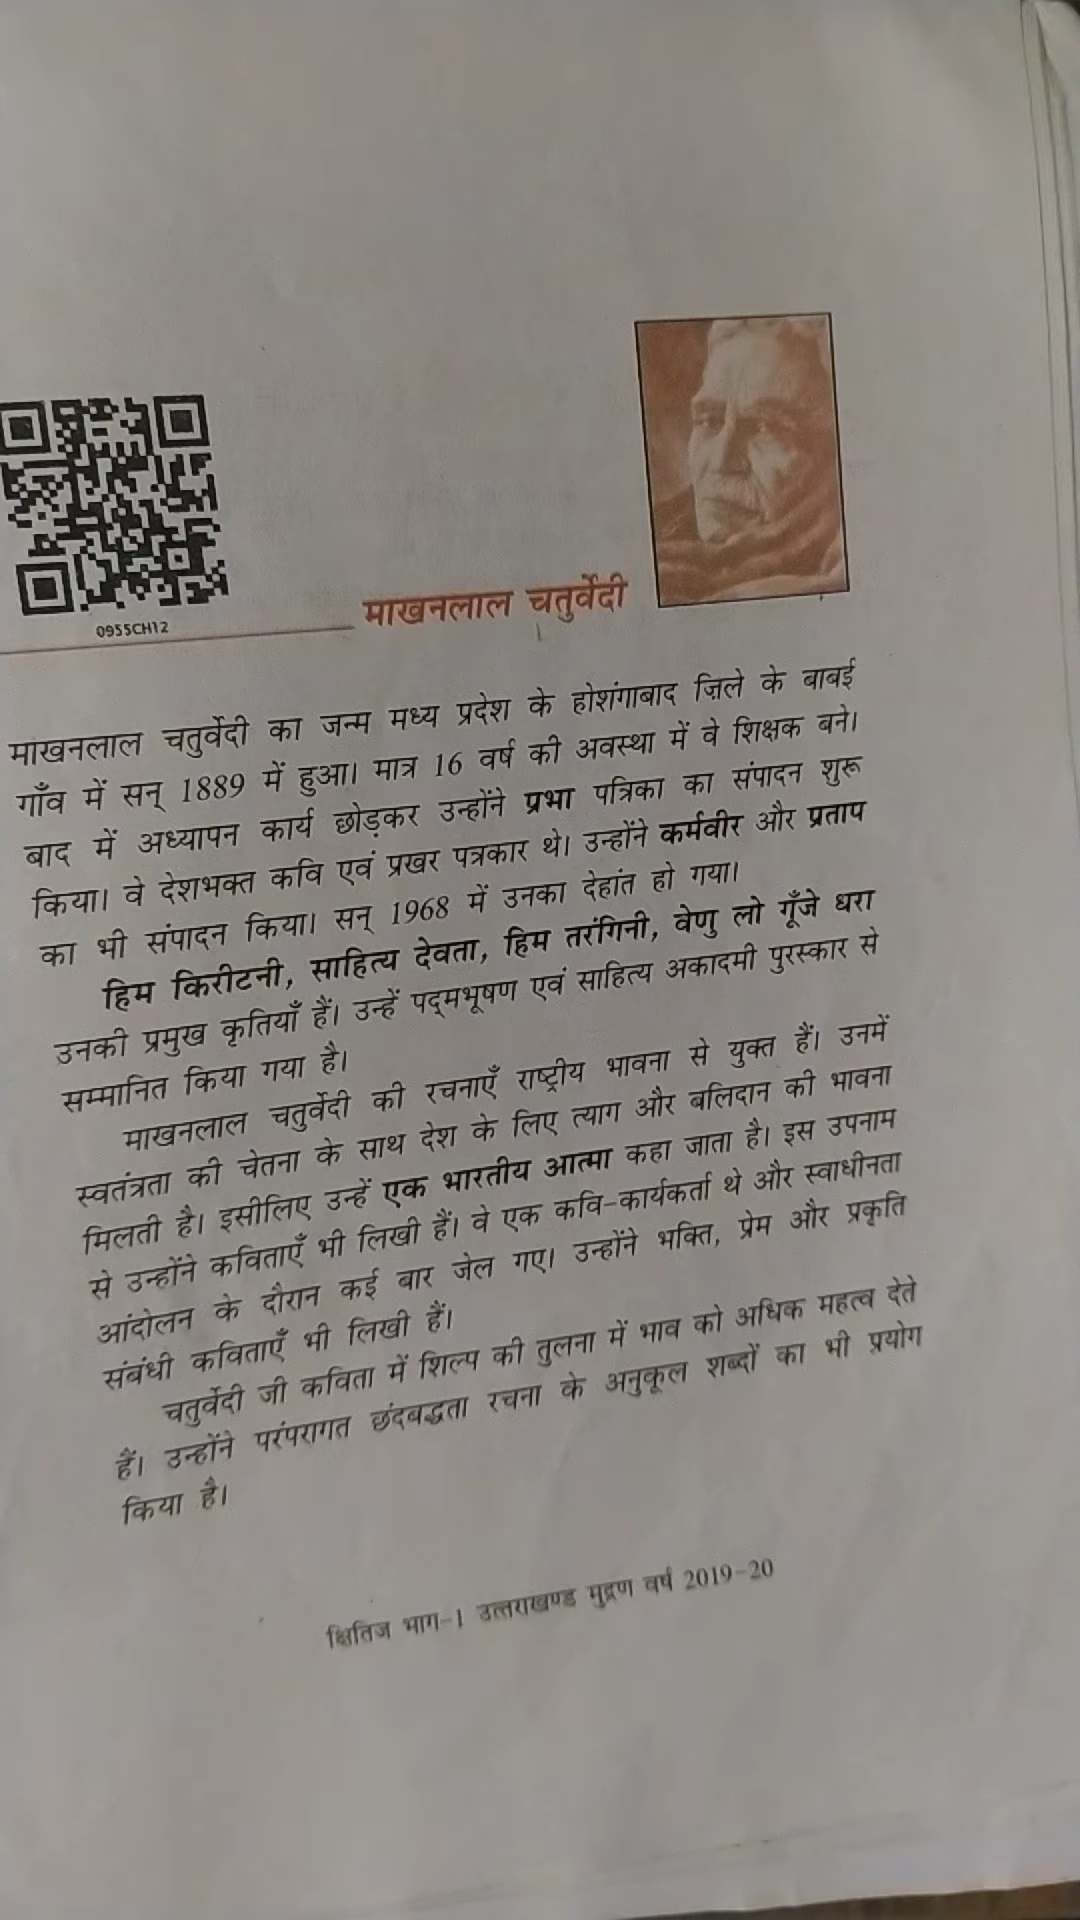 0955CH12
माखनलाल चतुर्वेदी
माखनलाल चतुर्वेदी का जन्म मध्य प्रदेश के होशंगाबाद ज़िले के बाबई
गाँव में सन् 1889 में हुआ। मात्र 16 वर्ष की अवस्था में वे शिक्षक बने।
बाद में अध्यापन कार्य छोड़कर उन्होंने प्रभा पत्रिका का संपादन शुरू
किया। वे देशभक्त कवि एवं प्रखर पत्रकार थे। उन्होंने कर्मवीर और प्रताप
का भी संपादन किया। सन् 1968 में उनका देहांत हो गया।
हिम किरीटनी, साहित्य देवता, हिम तरंगिनी, वेणु लो गूँजे धरा
उनकी प्रमुख कृतियाँ हैं। उन्हें पद्मभूषण एवं साहित्य अकादमी पुरस्कार से
सम्मानित किया गया है।
माखनलाल चतुर्वेदी की रचनाएँ राष्ट्रीय भावना से युक्त हैं। उनमें
स्वतंत्रता की चेतना के साथ देश के लिए त्याग और बलिदान की भावना
मिलती है। इसीलिए उन्हें एक भारतीय आत्मा कहा जाता है। इस उपनाम
से उन्होंने कविताएँ भी लिखी हैं। वे एक कवि-कार्यकर्ता थे और स्वाधीनता
आंदोलन के दौरान कई बार जेल गए। उन्होंने भक्ति, प्रेम और प्रकृति
संबंधी कविताएँ भी लिखी हैं।
चतुर्वेदी जी कविता में शिल्प की तुलना में भाव को अधिक महत्व देते
हैं। उन्होंने परंपरागत छंदबद्धता रचना के अनुकूल शब्दों का भी प्रयोग
किया है।
क्षितिज भाग-1 उत्तराखण्ड मुद्रण वर्ष 2019-20